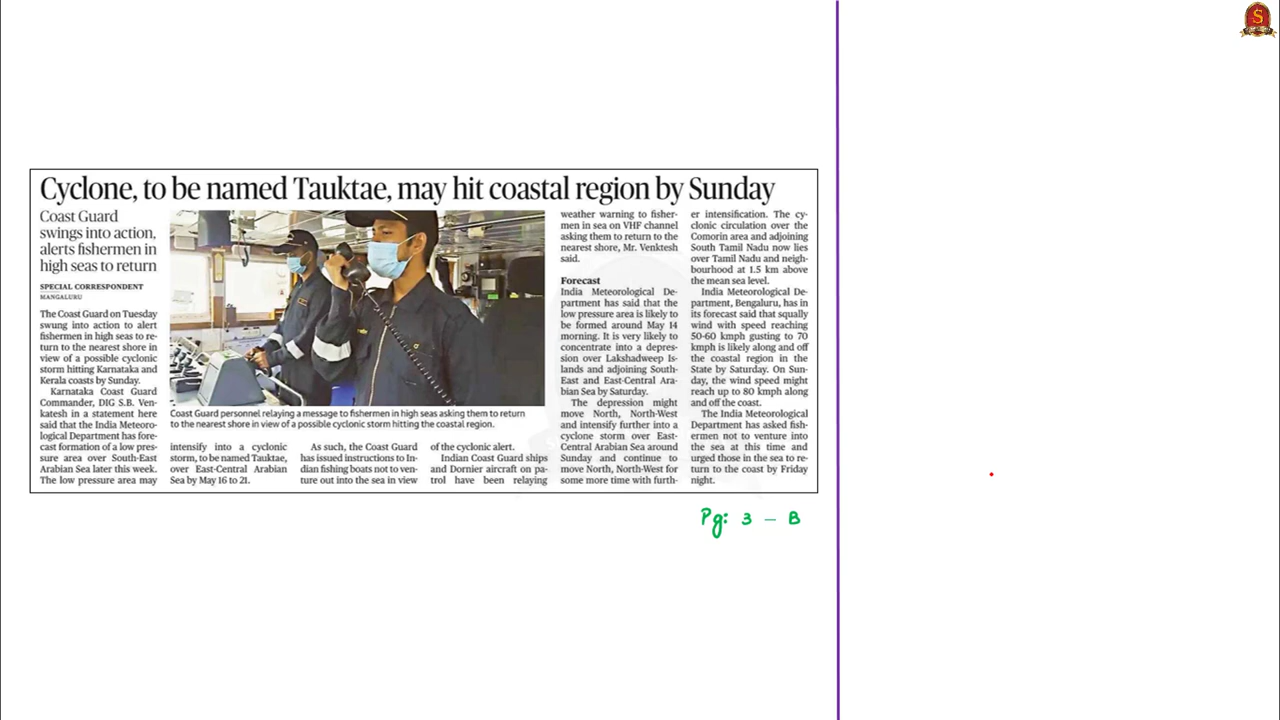 Cyclone, to be named Tauktae, may hit coastal region by Sunday
Coast Guard
swings into action,
alerts fishermen in
high seas to return
SPECIAL CORRESPONDENT
MANGALURU
The Coast Guard on Tuesday
swung into action to alert
fishermen in high seas to re-
turn to the nearest shore in
view of a possible cyclonic
storm hitting Karnataka and
Kerala coasts by Sunday.
Karnataka Coast Guard
Commander, DIG S.B. Ven-
katesh in a statement here
said that the India Meteoro-
logical Department has fore-
cast formation of a low pres-
sure area over South-East
Arabian Sea later this week.
The low pressure area may
Coast Guard personnel relaying a message to fishermen in high seas asking them to return
to the nearest shore in view of a possible cyclonic storm hitting the coastal region.
intensify into a cyclonic
storm, to be named Tauktae,
over East-Central Arabian
Sea by May 16 to 21.
As such, the Coast Guard
has issued instructions to In-
dian fishing boats not to ven-
ture out into the sea in view
of the cyclonic alert.
Indian Coast Guard ships
and Dornier aircraft on pa-
trol have been relaying
weather warning to fisher-
men in sea on VHF channel
asking them to return to the
nearest shore, Mr. Venktesh
said.
Forecast
India Meteorological De-
partment has said that the
low pressure area is likely to
be formed around May 14
morning. It is very likely to
concentrate into a depres-
sion over Lakshadweep Is-
lands and adjoining South-
East and East-Central Ara-
bian Sea by Saturday.
The depression might
move North, North-West
and intensify further into a
cyclone storm over East-
Central Arabian Sea around
Sunday and continue to
move North, North-West for
some more time with furth-
er intensification. The cy-
clonic circulation over the
Comorin area and adjoining
South Tamil Nadu now lies
over Tamil Nadu and neigh-
bourhood at 1.5 km above
the mean sea level.
India Meteorological De-
partment, Bengaluru, has in
its forecast said that squally
wind with speed reaching
50-60 kmph gusting to 70
kmph is likely along and off
the coastal region in the
State by Saturday. On Sun-
day, the wind speed might
reach up to 80 kmph along
and off the coast.
The India Meteorological
Department has asked fish-
ermen not to venture into
the sea at this time and
urged those in the sea to re-
turn to the coast by Friday
night.
Pg: 3 - B
S